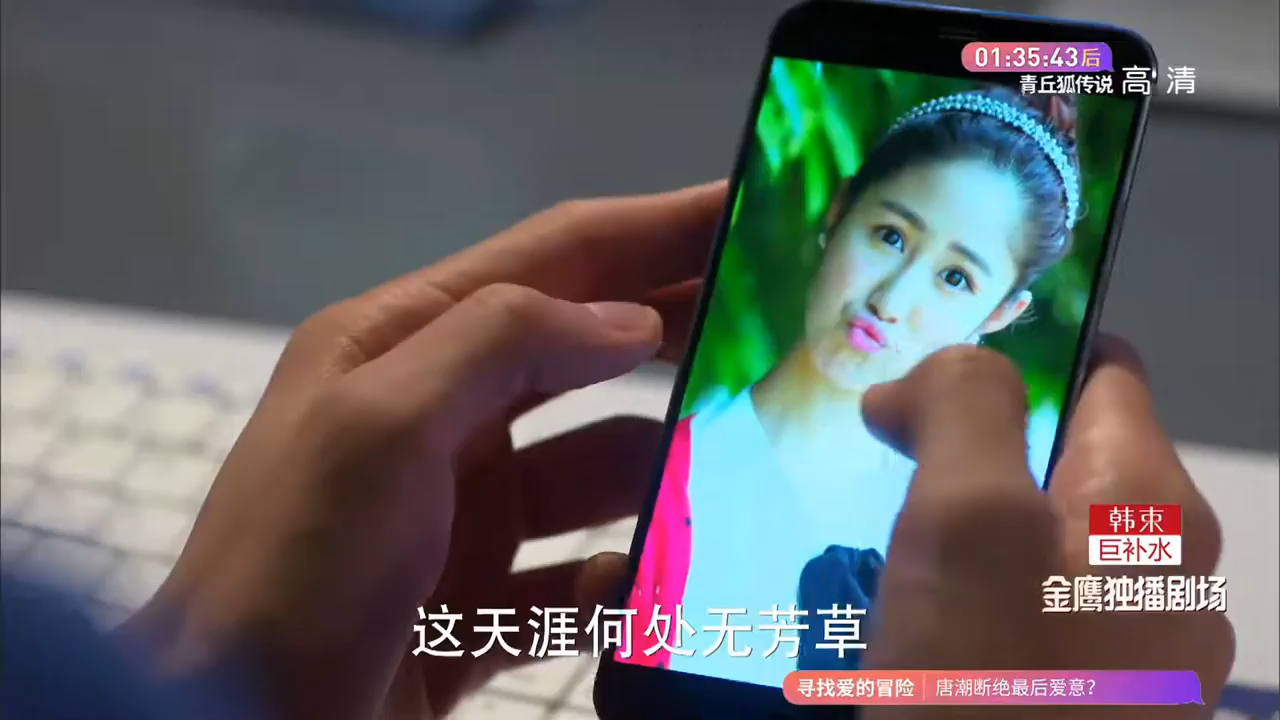 01:35:43后
青丘狐传说
高清
韩束
巨补水
金鹰独播剧场
这天涯何处无芳草
寻找爱的冒险 唐潮断绝最后爱意?